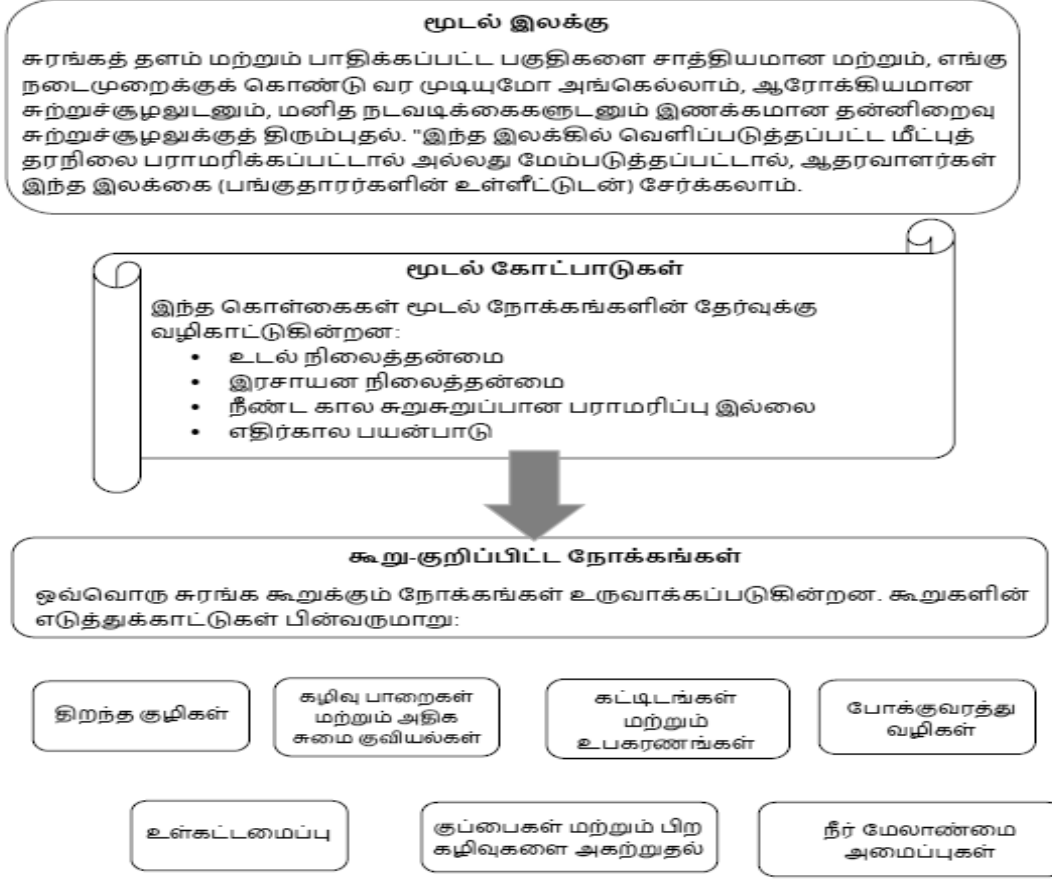 மூடல் இலக்கு
சுரங்கத் தளம் மற்றும் பாதிக்கப்பட்ட பகுதிகளை சாத்தியமான மற்றும், எங்கு
நடைமுறைக்குக் கொண்டு வர முடியுமோ அங்கெல்லாம், ஆரோக்கியமான
சுற்றுச்சூழலுடனும், மனித நடவடிக்கைகளுடனும் இணக்கமான தன்னிறைவு
சுற்றுச்சூழலுக்குத் திரும்புதல். "இந்த இலக்கில் வெளிப்படுத்தப்பட்ட மீட்புத்
தரநிலை பராமரிக்கப்பட்டால் அல்லது மேம்படுத்தப்பட்டால், ஆதரவாளர்கள்
இந்த இலக்கை (பங்குதாரர்களின் உள்ளீட்டுடன்) சேர்க்கலாம்.
மூடல் கோட்பாடுகள்
இந்த கொள்கைகள் மூடல் நோக்கங்களின் தேர்வுக்கு
வழிகாட்டுகின்றன:
• உடல் நிலைத்தன்மை
• இரசாயன நிலைத்தன்மை
• நீண்ட கால சுறுசுறுப்பான பராமரிப்பு இல்லை
• எதிர்கால பயன்பாடு
கூறு-குறிப்பிட்ட நோக்கங்கள்
ஒவ்வொரு சுரங்க கூறுக்கும் நோக்கங்கள் உருவாக்கப்படுகின்றன. கூறுகளின்
எடுத்துக்காட்டுகள் பின்வருமாறு:
திறந்த குழிகள்
கழிவு பாறைகள்
மற்றும் அதிக
சுமை குவியல்கள்
கட்டிடங்கள்
மற்றும்
உபகரணங்கள்
போக்குவரத்து
வழிகள்
உள்கட்டமைப்பு
குப்பைகள் மற்றும் பிற
கழிவுகளை அகற்றுதல்
நீர் மேலாண்மை
அமைப்புகள்